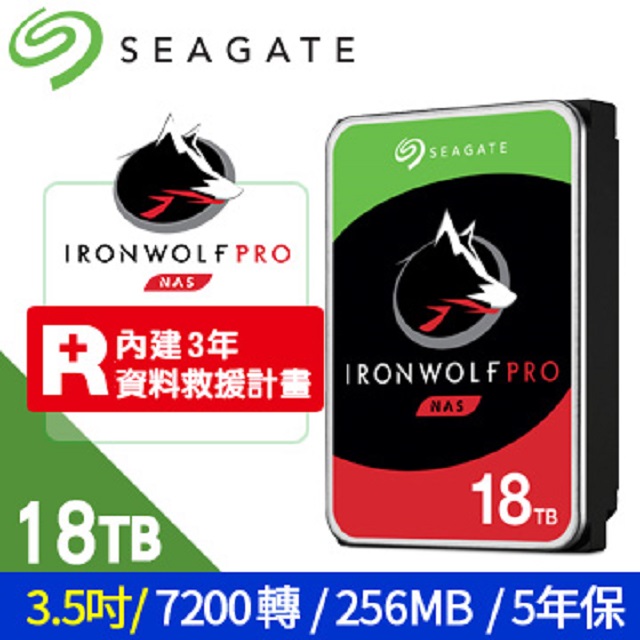 SEAGATE
IRONWOLF PRO
NAS
R 內建3年
資料救援計畫
SEAGATE
IRONWOLF PRO
NAS
18TB
18TB
3.5吋/7200轉/256MB/5年保